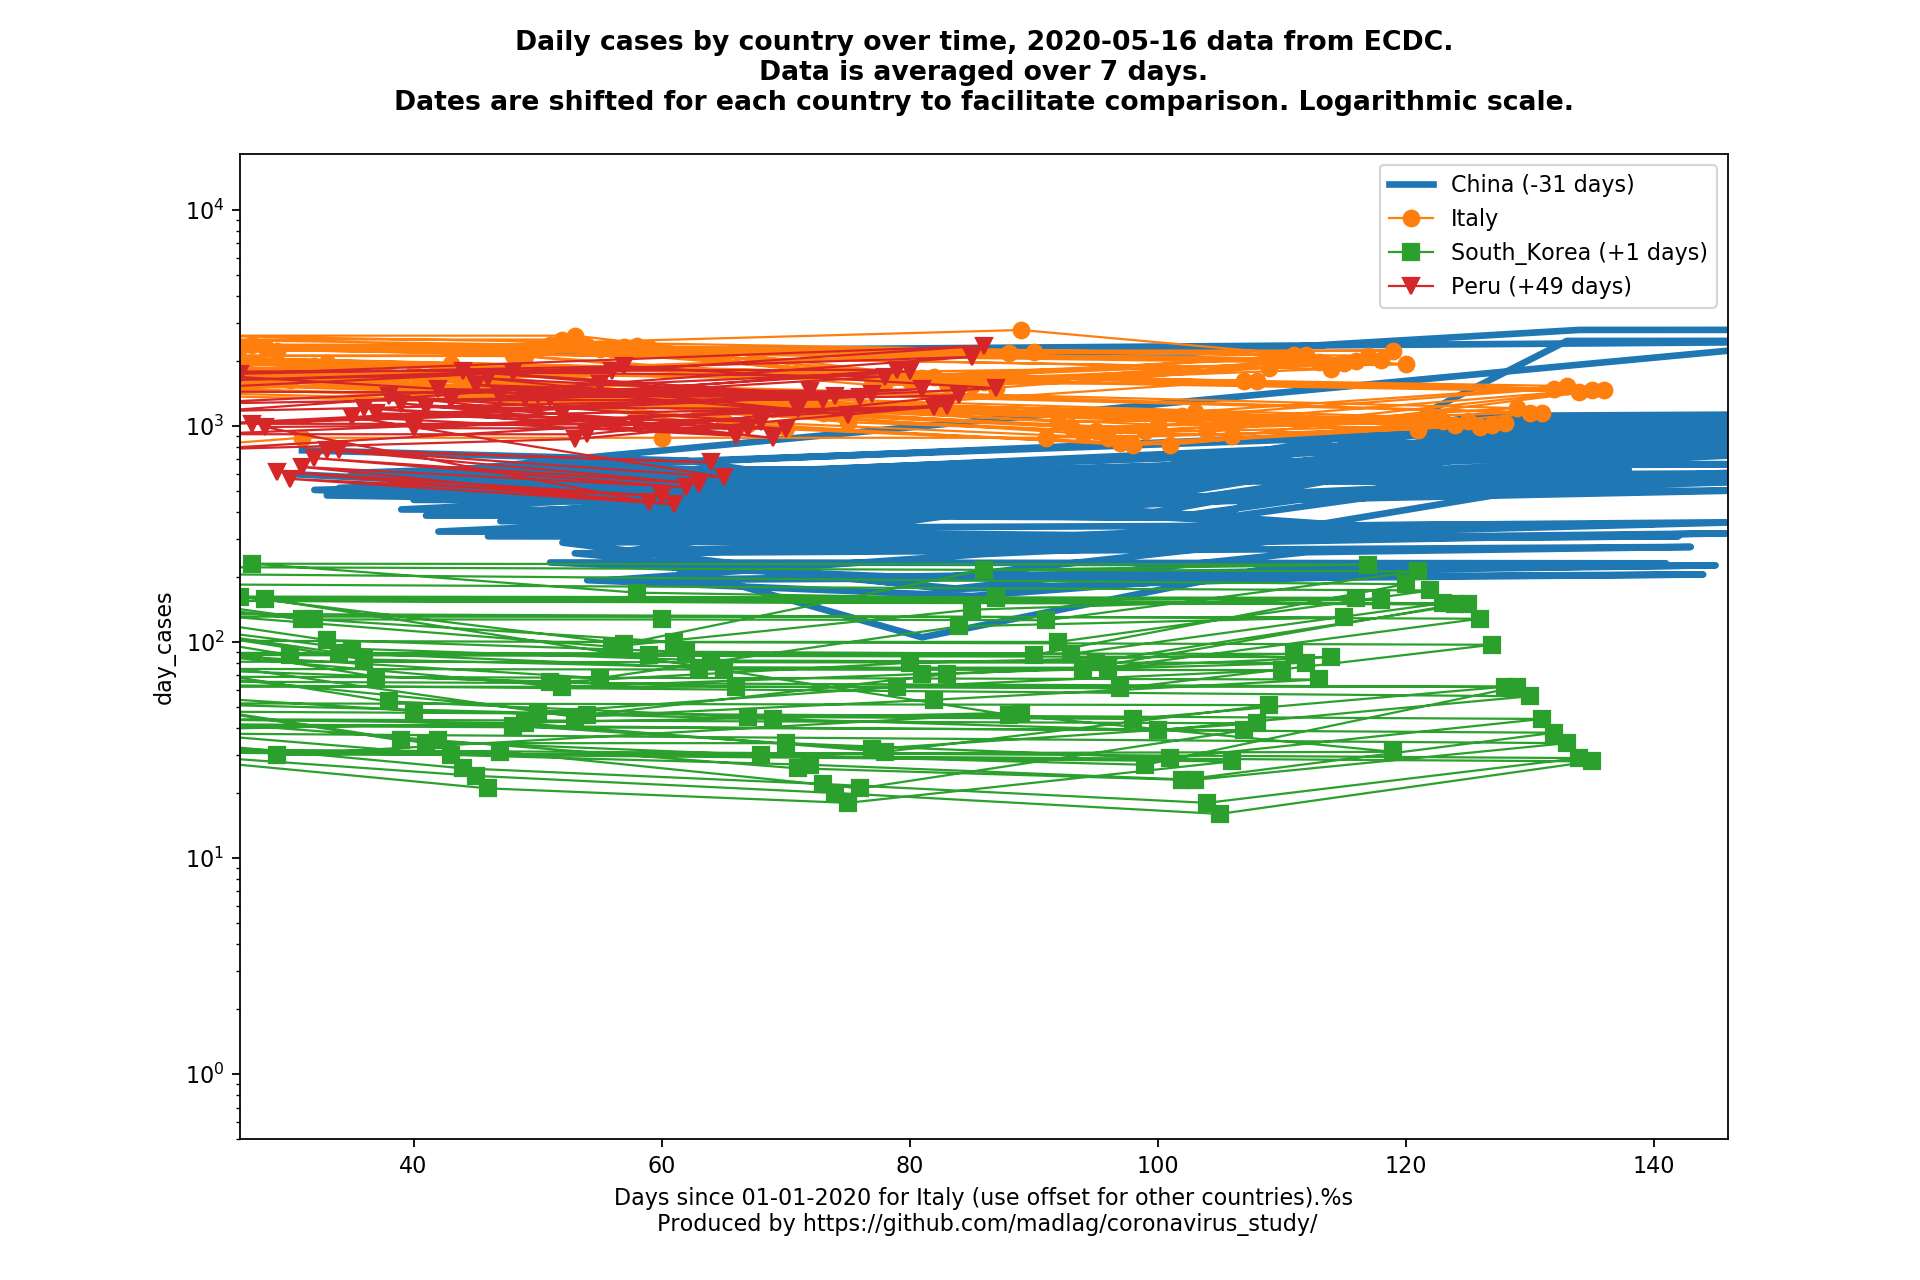 Daily cases by country over time, 2020-05-16 data from ECDC.
Data is averaged over 7 days.
Dates are shifted for each country to facilitate comparison. Logarithmic scale.
China (-31 days)
Italy
South_Korea (+1 days)
Peru (+49 days)
day_cases
10⁴
10³
10²
10¹
10⁰
40 60 80 100 120 140
Days since 01-01-2020 for Italy (use offset for other countries).%s
Produced by https://github.com/madlag/coronavirus_study/